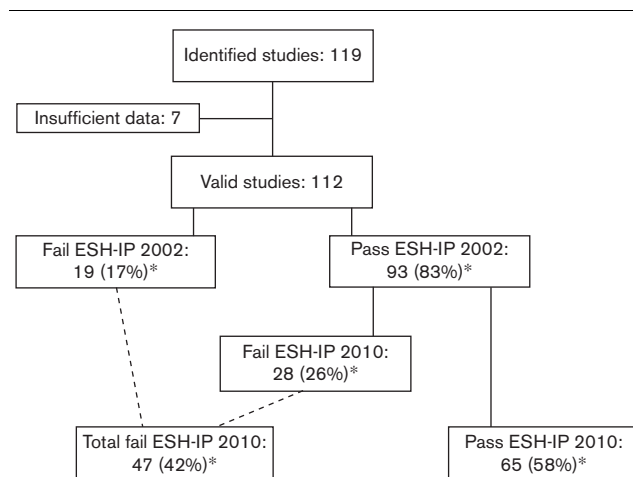 Identified studies: 119
Insufficient data: 7
Valid studies: 112
Fail ESH-IP 2002:
19 (17%)*
Pass ESH-IP 2002:
93 (83%)*
Fail ESH-IP 2010:
28 (26%)*
Total fail ESH-IP 2010:
47 (42%)*
Pass ESH-IP 2010:
65 (58%)*